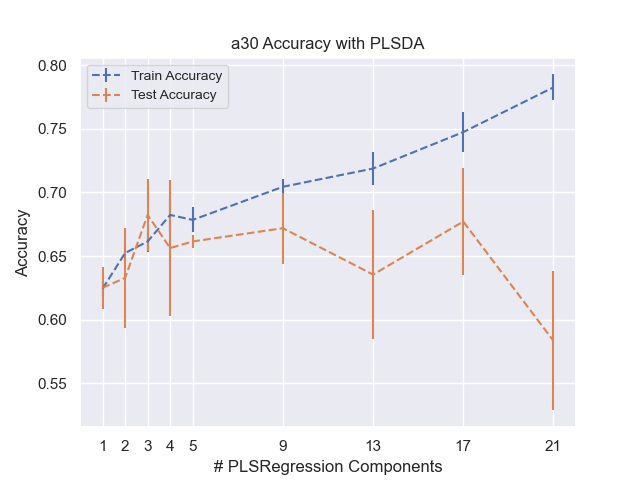 a30 Accuracy with PLSDA
Train Accuracy
Test Accuracy
Accuracy
0.80
0.75
0.70
0.65
0.60
0.55
1 2 3 4 5 9 13 17 21
# PLSRegression Components